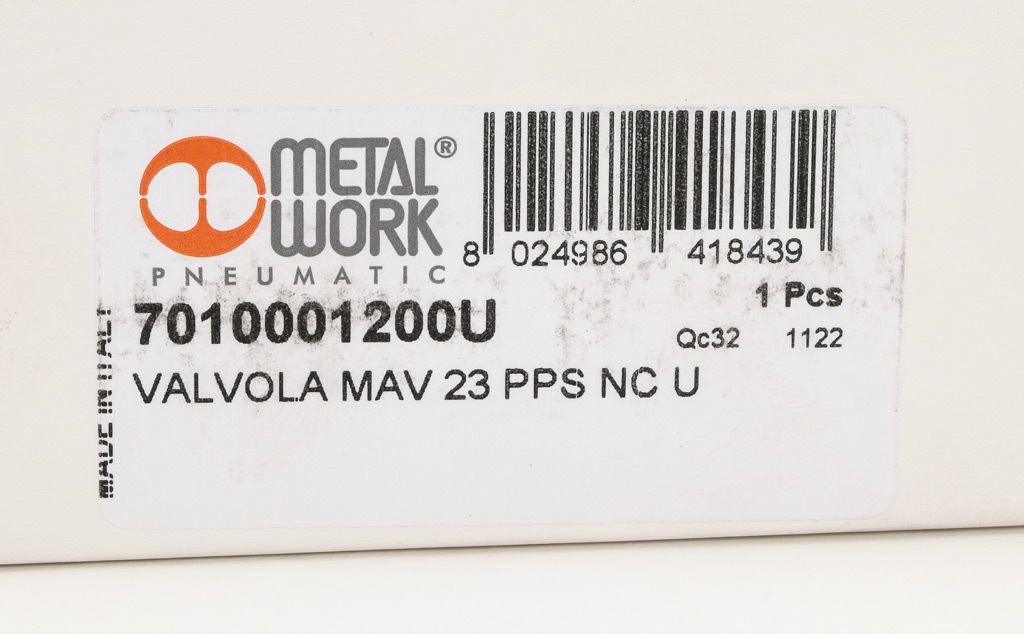 METAL®
WORK
PNEUMATIC
8 024986 418439
1 Pcs
7010001200U
Qc32 1122
VALVOLA MAV 23 PPS NC U
MADE IN ITALY